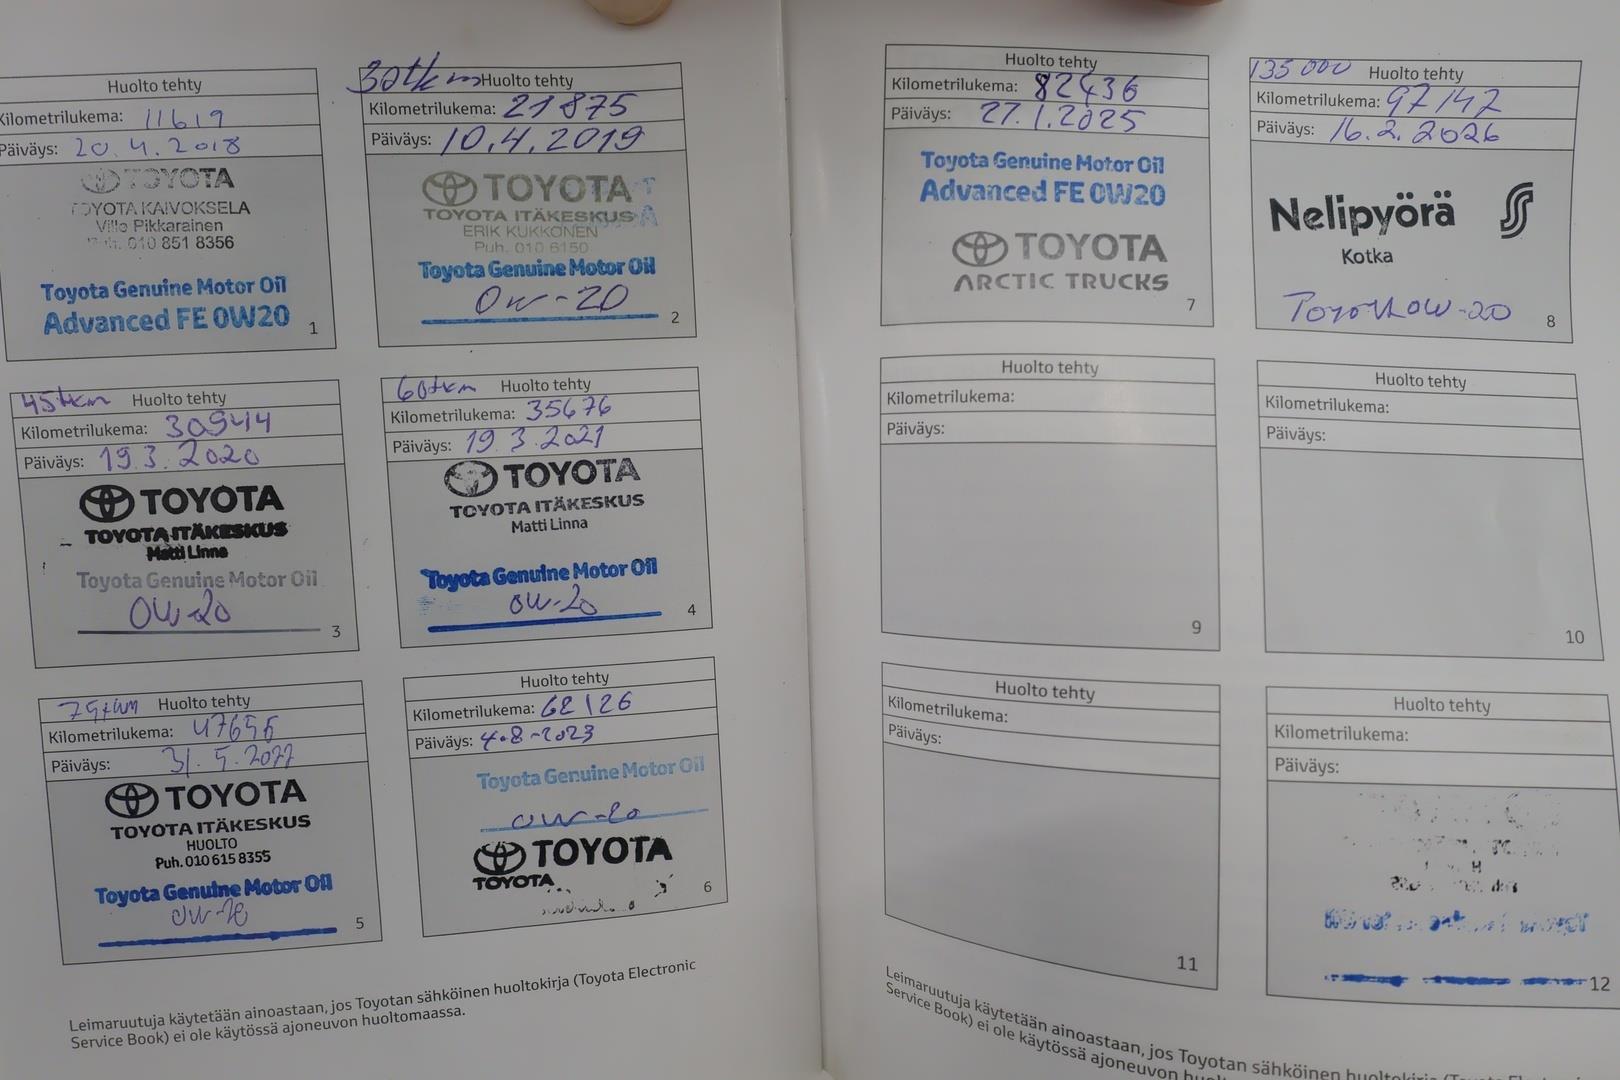 Huolto tehty
Kilometrilukema: 11619
Päiväys: 20.4.2018
TOYOTA
TOYOTA KAIVOKSELA
Ville Pikkarainen
Puh. 010 851 8356
Toyota Genuine Motor Oil
Advanced FE 0W20
1
30tkm Huolto tehty
Kilometrilukema: 21875
Päiväys: 10.4.2019
TOYOTA
TOYOTA ITÄKESKUS
ERIK KUKKONEN
Puh. 010 6150
Toyota Genuine Motor Oil
0W-20
2
45tkm Huolto tehty
Kilometrilukema: 30944
Päiväys: 19.3.2020
TOYOTA
TOYOTA ITÄKESKUS
Matti Linna
Toyota Genuine Motor Oil
0W-20
3
60tkm Huolto tehty
Kilometrilukema: 35676
Päiväys: 19.3.2021
TOYOTA
TOYOTA ITÄKESKUS
Matti Linna
Toyota Genuine Motor Oil
0W-20
4
75tkm Huolto tehty
Kilometrilukema:
Päiväys: 31.5.2022
TOYOTA
TOYOTA ITÄKESKUS
HUOLTO
Puh. 010 615 8355
Toyota Genuine Motor Oil
0W-20
5
Huolto tehty
Kilometrilukema: 62126
Päiväys: 4.8-2023
Toyota Genuine Motor Oil
0W-20
TOYOTA
TOYOTA
6
Leimaruutuja käytetään ainoastaan, jos Toyotan sähköinen huoltokirja (Toyota Electronic
Service Book) ei ole käytössä ajoneuvon huoltomaassa.
Huolto tehty
Kilometrilukema: 82436
Päiväys: 27.1.2025
Toyota Genuine Motor Oil
Advanced FE 0W20
TOYOTA
ARCTIC TRUCKS
7
135000 Huolto tehty
Kilometrilukema: 97142
Päiväys: 16.2.2026
Nelipyörä
Kotka
Toyota 0W-20
8
Huolto tehty
Kilometrilukema:
Päiväys:
9
Huolto tehty
Kilometrilukema:
Päiväys:
10
Huolto tehty
Kilometrilukema:
Päiväys:
11
Huolto tehty
Kilometrilukema:
Päiväys:
12
Leimaruutuja käytetään ainoastaan, jos Toyotan sähköinen huoltokirja
Service Book) ei ole käytössä ajoneuvon